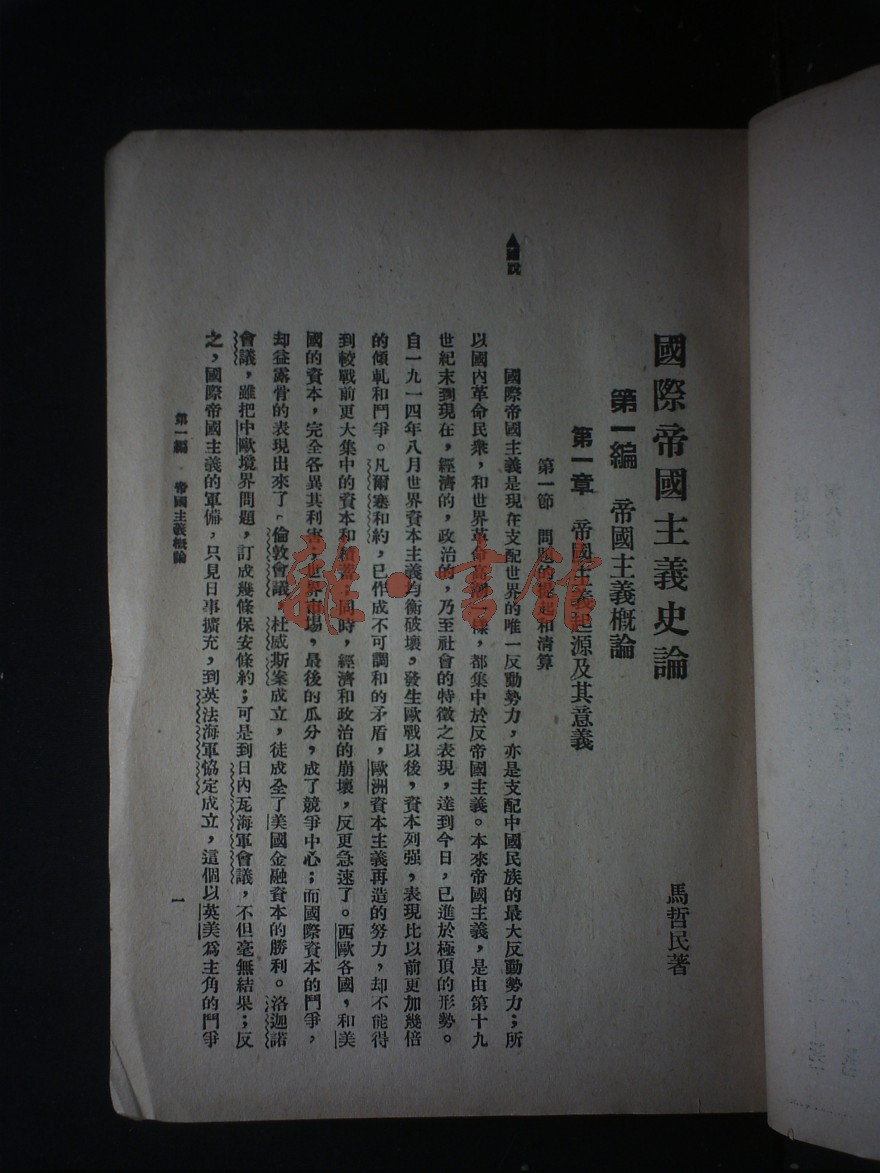 國際帝國主義史論
馬哲民著
第一編 帝國主義概論
第一章 帝國主義起源及其意義
第一節 問題的提起和清算
▲總說
國際帝國主義是現在支配世界的唯一反動勢力,亦是支配中國民族的最大反動勢力;所
以國內革命民衆,和世界革命高潮一樣,都集中於反帝國主義。本來帝國主義,是由第十九
世紀末到現在,經濟的,政治的,乃至社會的特徵之表現,達到今日,已進於極頂的形勢。
自一九一四年八月世界資本主義均衡破壞,發生歐戰以後,資本列强,表現比以前更加幾倍
的傾軋和鬥爭。凡爾塞和約,已作成不可調和的矛盾,歐洲資本主義再造的努力,却不能得
到較戰前更大集中的資本和積蓄;同時,經濟和政治的崩壞,反更急速了。西歐各國,和美
國的資本,完全各異其利害;世界市場,最後的瓜分,成了競爭中心;而國際資本的鬥爭,
却益露骨的表現出來了。倫敦會議,杜威斯案成立,徒成全了美國金融資本的勝利。洛迦諾
會議,雖把中歐境界問題,訂成幾條保安條約;可是到日內瓦海軍會議,不但毫無結果;反
之,國際帝國主義的軍備,只見日事擴充,到英法海軍協定成立,這個以英美爲主角的鬥爭
第一編 帝國主義概論
一
雜·書館